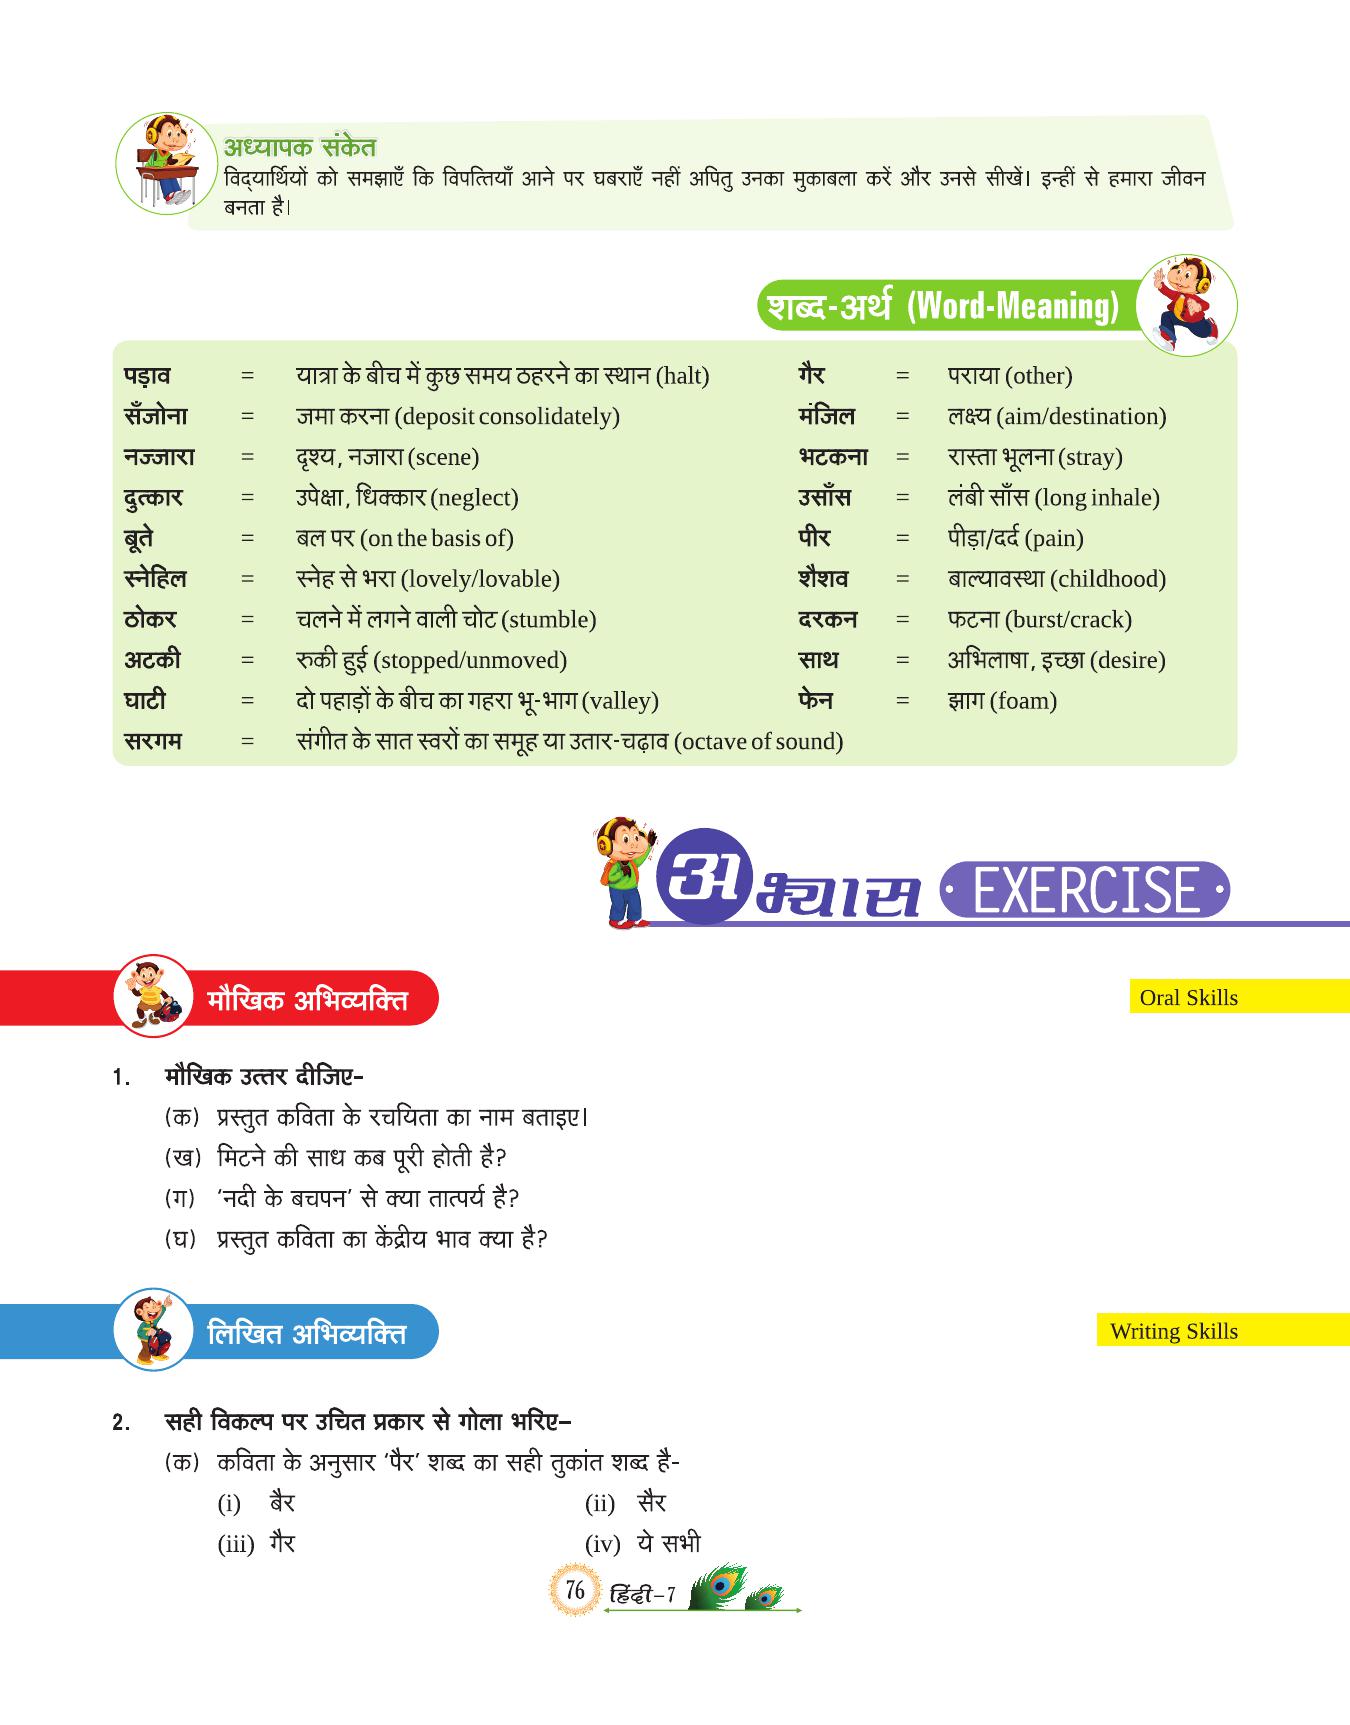 अध्यापक संकेत
विद्यार्थियों को समझाएँ कि विपत्तियाँ आने पर घबराएँ नहीं अपितु उनका मुकाबला करें और उनसे सीखें। इन्हीं से हमारा जीवन
बनता है।
शब्द-अर्थ (Word-Meaning)
पड़ाव = यात्रा के बीच में कुछ समय ठहरने का स्थान (halt) गैर = पराया (other)
सँजोना = जमा करना (deposit consolidately) मंजिल = लक्ष्य (aim/destination)
नज्जारा = दृश्य, नजारा (scene) भटकना = रास्ता भूलना (stray)
दुत्कार = उपेक्षा, धिक्कार (neglect) उसाँस = लंबी साँस (long inhale)
बूते = बल पर (on the basis of) पीर = पीड़ा/दर्द (pain)
स्नेहिल = स्नेह से भरा (lovely/lovable) शैशव = बाल्यावस्था (childhood)
ठोकर = चलने में लगने वाली चोट (stumble) दरकन = फटना (burst/crack)
अटकी = रुकी हुई (stopped/unmoved) साथ = अभिलाषा, इच्छा (desire)
घाटी = दो पहाड़ों के बीच का गहरा भू-भाग (valley) फेन = झाग (foam)
सरगम = संगीत के सात स्वरों का समूह या उतार-चढ़ाव (octave of sound)
अभ्यास EXERCISE
मौखिक अभिव्यक्ति Oral Skills
1. मौखिक उत्तर दीजिए-
(क) प्रस्तुत कविता के रचयिता का नाम बताइए।
(ख) मिटने की साध कब पूरी होती है?
(ग) 'नदी के बचपन' से क्या तात्पर्य है?
(घ) प्रस्तुत कविता का केंद्रीय भाव क्या है?
लिखित अभिव्यक्ति Writing Skills
2. सही विकल्प पर उचित प्रकार से गोला भरिए–
(क) कविता के अनुसार 'पैर' शब्द का सही तुकांत शब्द है-
(i) बैर (ii) सैर
(iii) गैर (iv) ये सभी
76 हिंदी–7